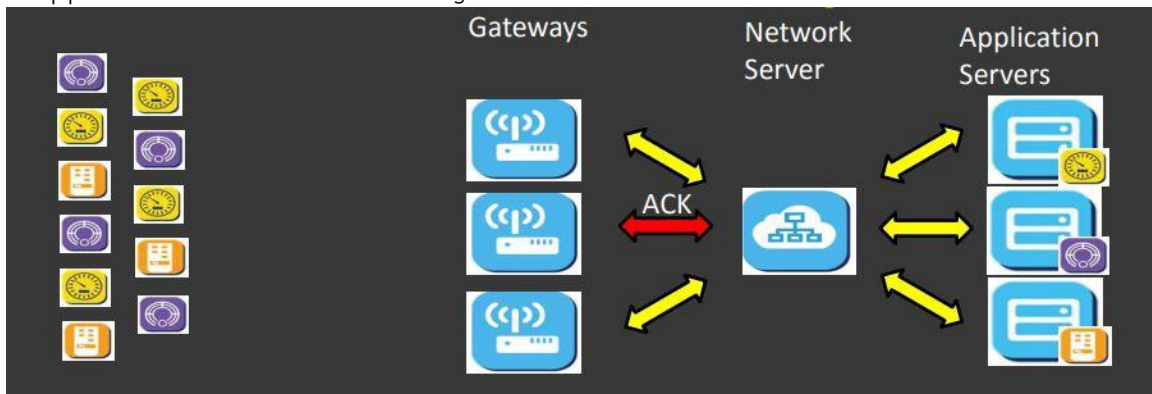 Gateways
Network
Server
Application
Servers
ACK